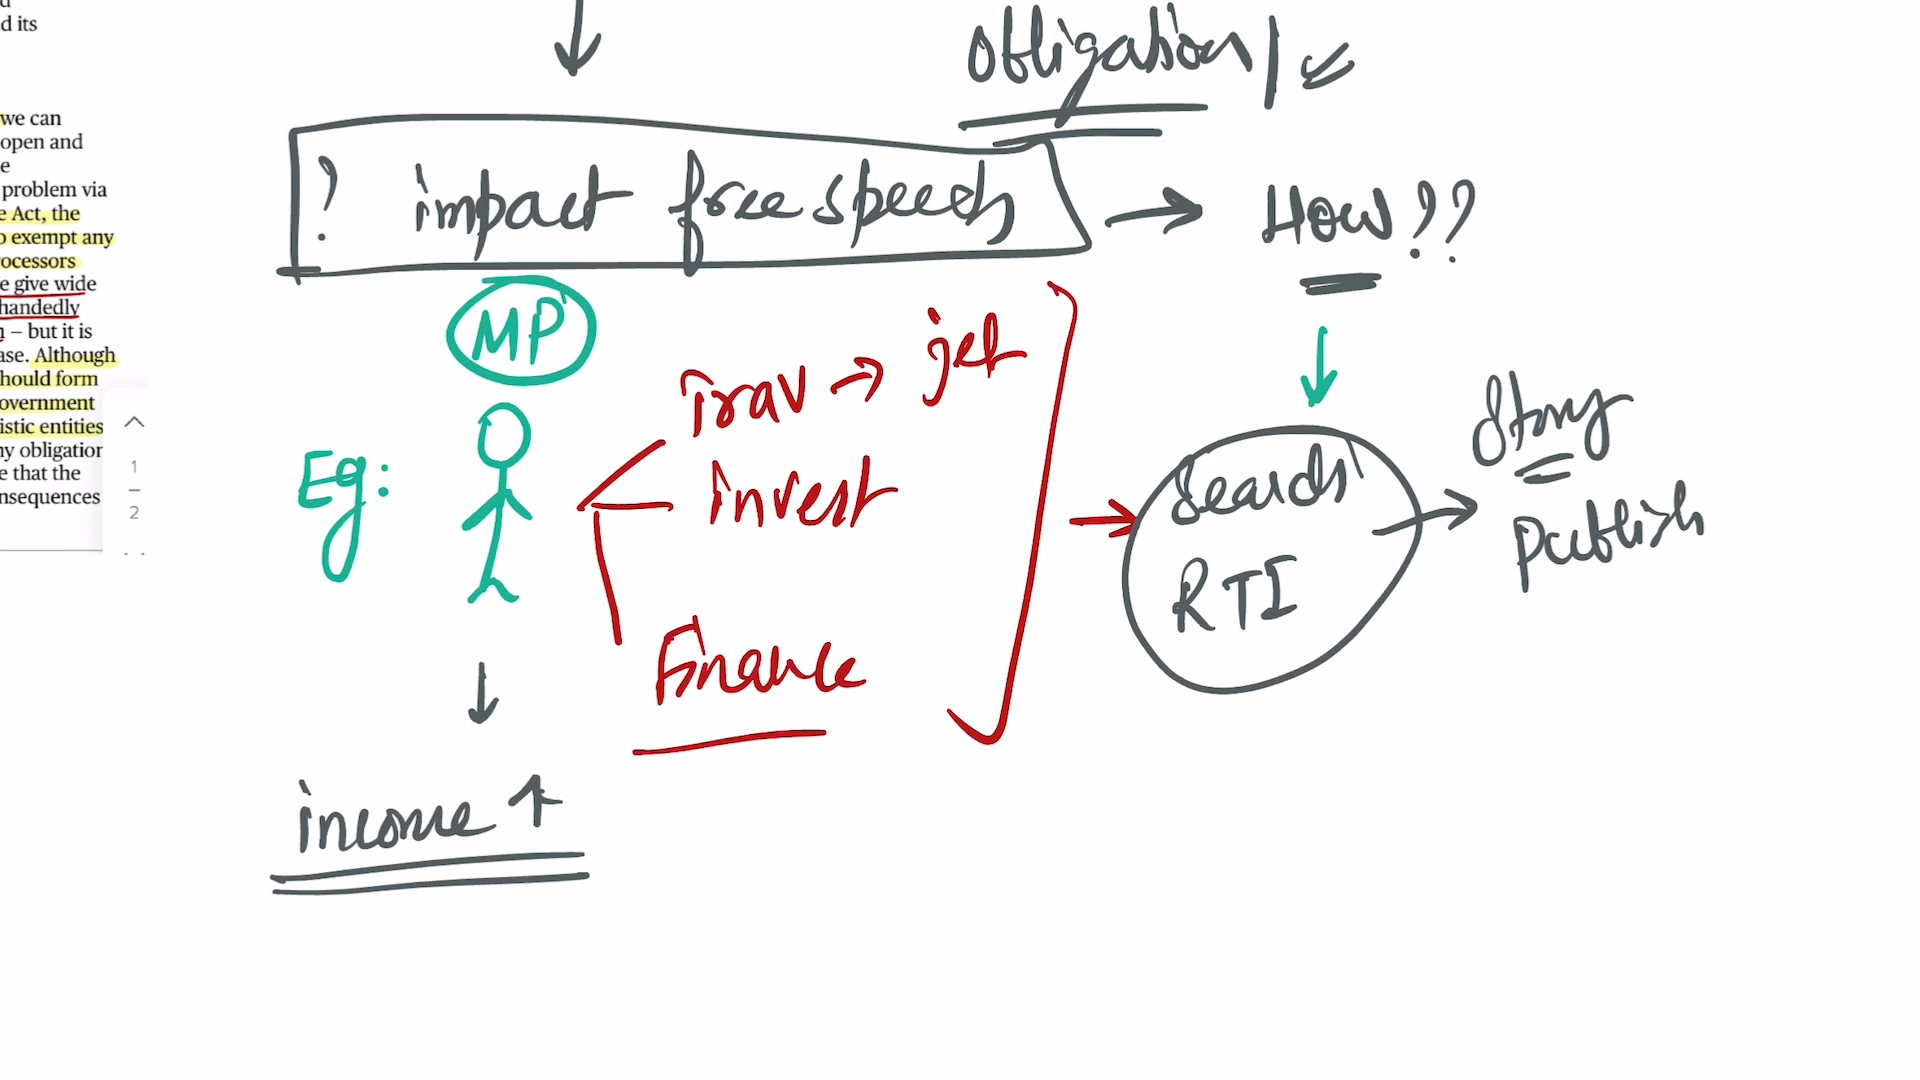 d its
we can
open and
e
problem via
e Act, the
o exempt any
ocessors
e give wide
handedly
n – but it is
ase. Although
hould form
overnment
istic entities
ny obligation
e that the
nsequences
1
2
obligation
? impact free speech → How??
MP
Eg:
Trav → jet
invest
Finance
income ↑
Search
RTI
Story
Publish